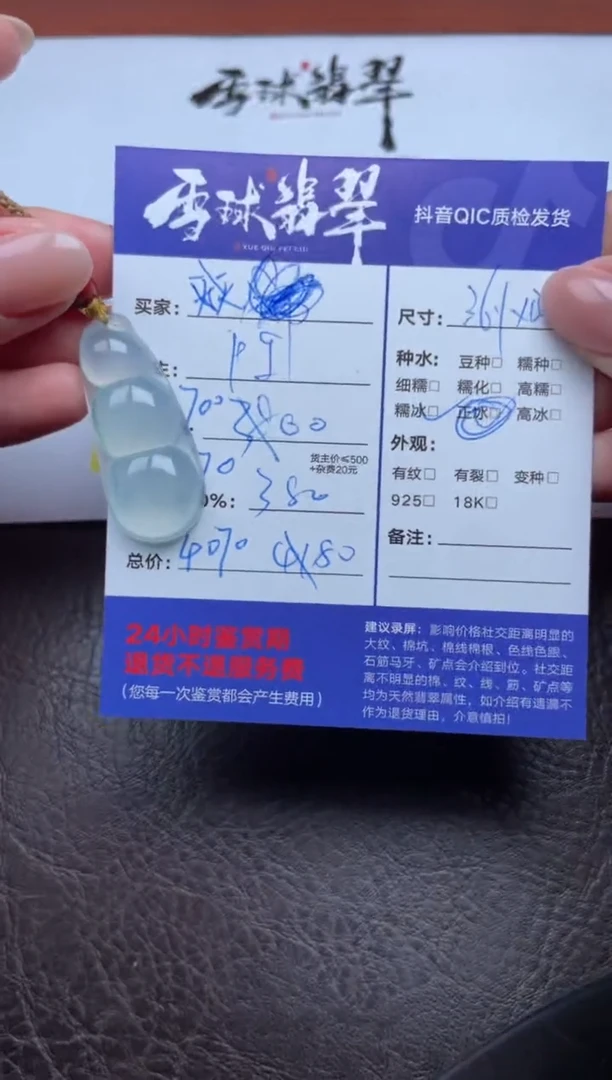 雪球翡翠
雪球翡翠
抖音QIC质检发货
买家:
尺寸:
种水: 豆种□ 糯种□
细糯□ 糯化□ 高糯□
糯冰□ 正冰□ 高冰□
外观:
有纹□ 有裂□ 变种□
925□ 18K□
备注:
货主价≤500
+杂费20元
0%: 380
总价:
24小时鉴赏期
退货不退服务费
(您每一次鉴赏都会产生费用)
建议录屏: 影响价格社交距离明显的
大纹、棉坑、棉线棉根、色线色跟、
石筋马牙、矿点会介绍到位。社交距
离不明显的棉、纹、线、筋、矿点等
均为天然翡翠属性，如介绍有遗漏不
作为退货理由，介意慎拍!